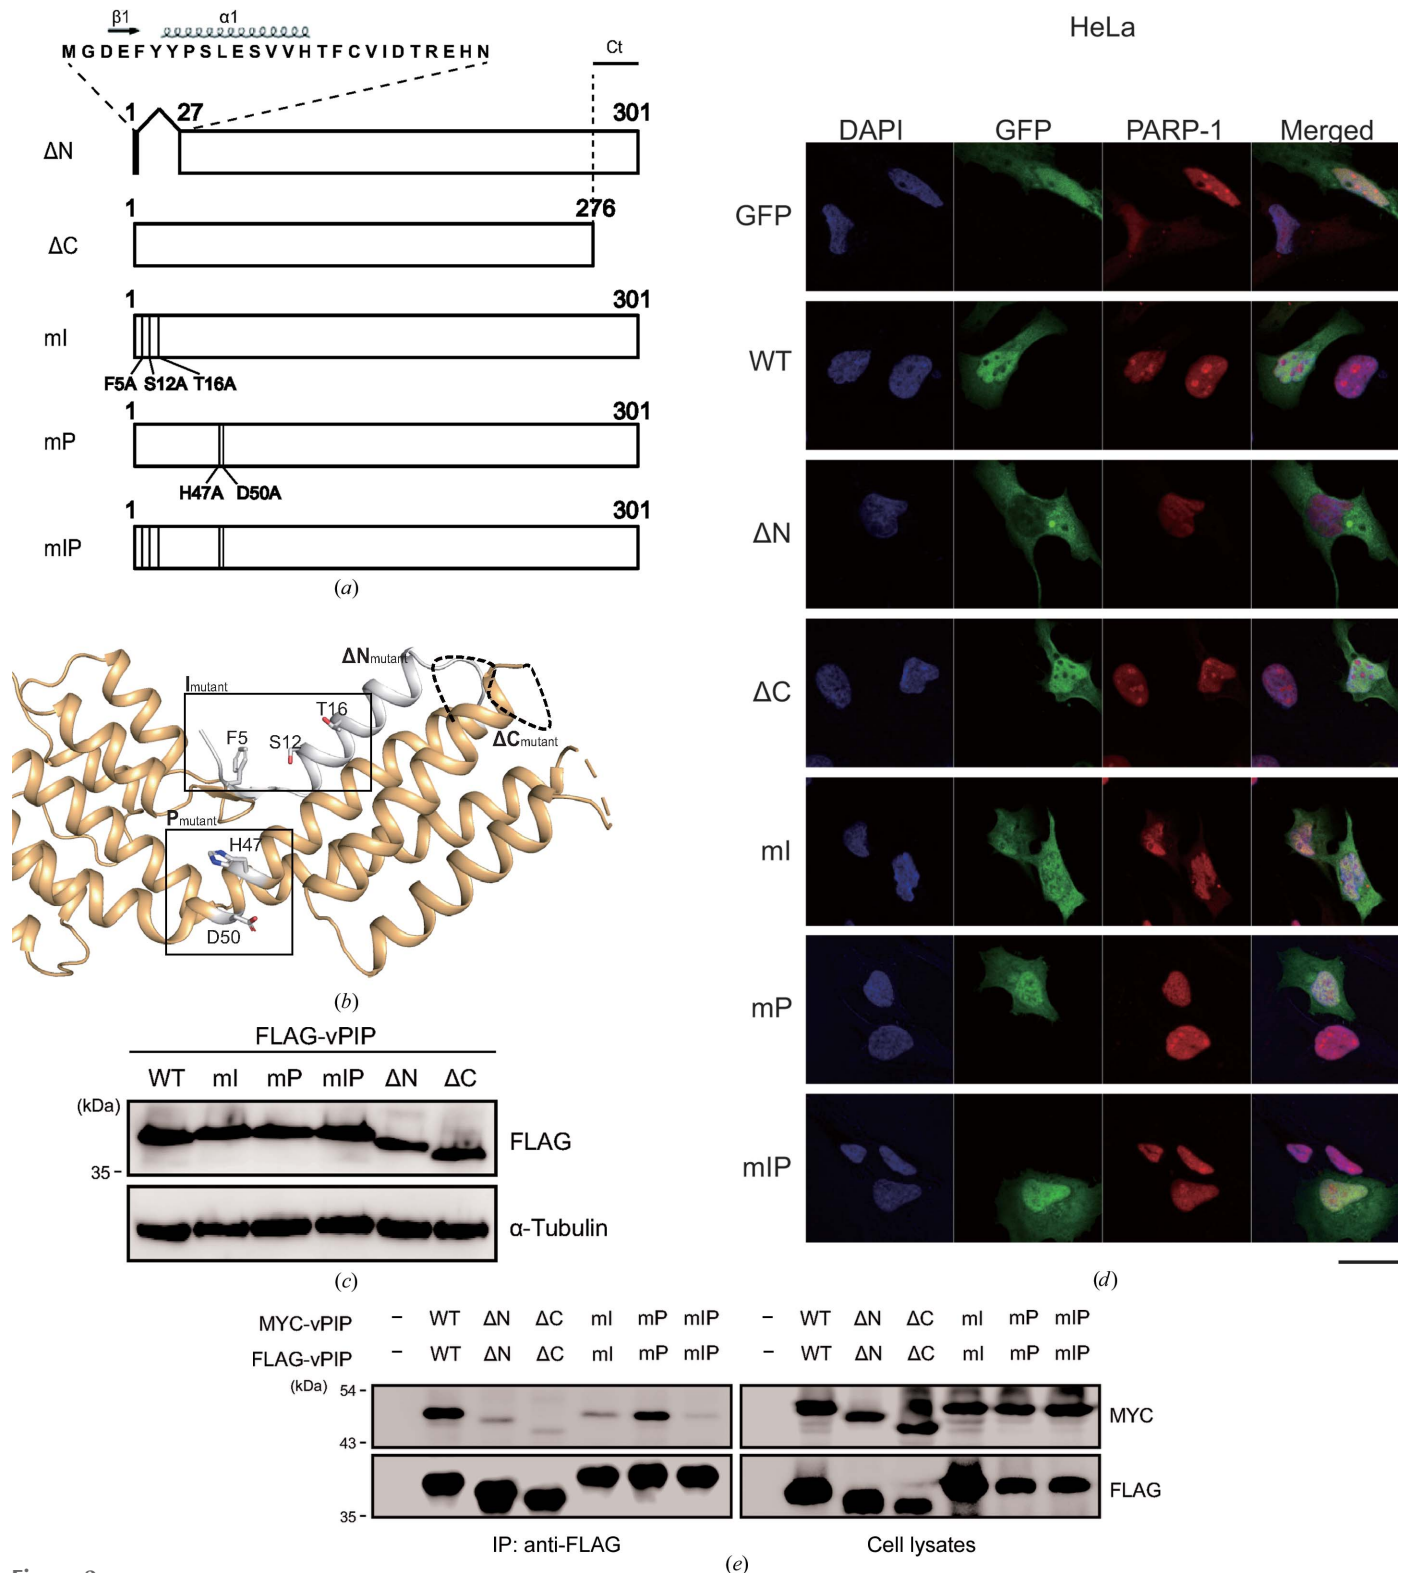 β1 α1
M G D E F Y Y P S L E S V V H T F C V I D T R E H N
Ct
1 27 301
ΔN
1 276
ΔC
1 301
mI
F5A S12A T16A
1 301
mP
H47A D50A
1 301
mIP
(a)
ΔNmutant
Imutant
T16
F5 S12
ΔCmutant
Pmutant
H47
D50
(b)
FLAG-vPIP
WT mI mP mIP ΔN ΔC
(kDa)
FLAG
35
α-Tubulin
(c)
HeLa
DAPI GFP PARP-1 Merged
GFP
WT
ΔN
ΔC
mI
mP
mIP
(d)
MYC-vPIP – WT ΔN ΔC mI mP mIP – WT ΔN ΔC mI mP mIP
FLAG-vPIP – WT ΔN ΔC mI mP mIP – WT ΔN ΔC mI mP mIP
(kDa)
54
MYC
43
FLAG
35
IP: anti-FLAG Cell lysates
(e)